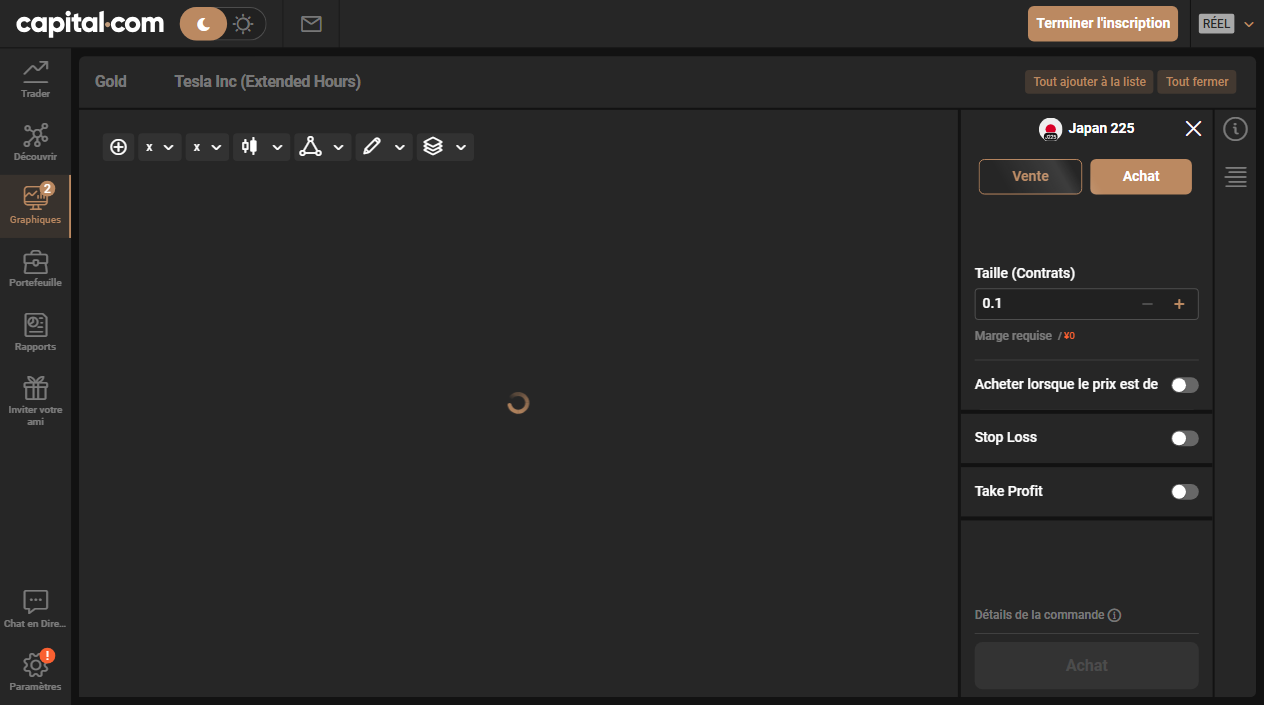 capital.com
Terminer l'inscription
RÉEL
Trader
Découvrir
2
Graphiques
Portefeuille
Rapports
Inviter votre
ami
Chat en Dire...
!
Paramètres
Gold
Tesla Inc (Extended Hours)
Tout ajouter à la liste
Tout fermer
x
x
225
Japan 225
Vente
Achat
Taille (Contrats)
0.1
Marge requise / ¥0
Acheter lorsque le prix est de
Stop Loss
Take Profit
Détails de la commande
Achat